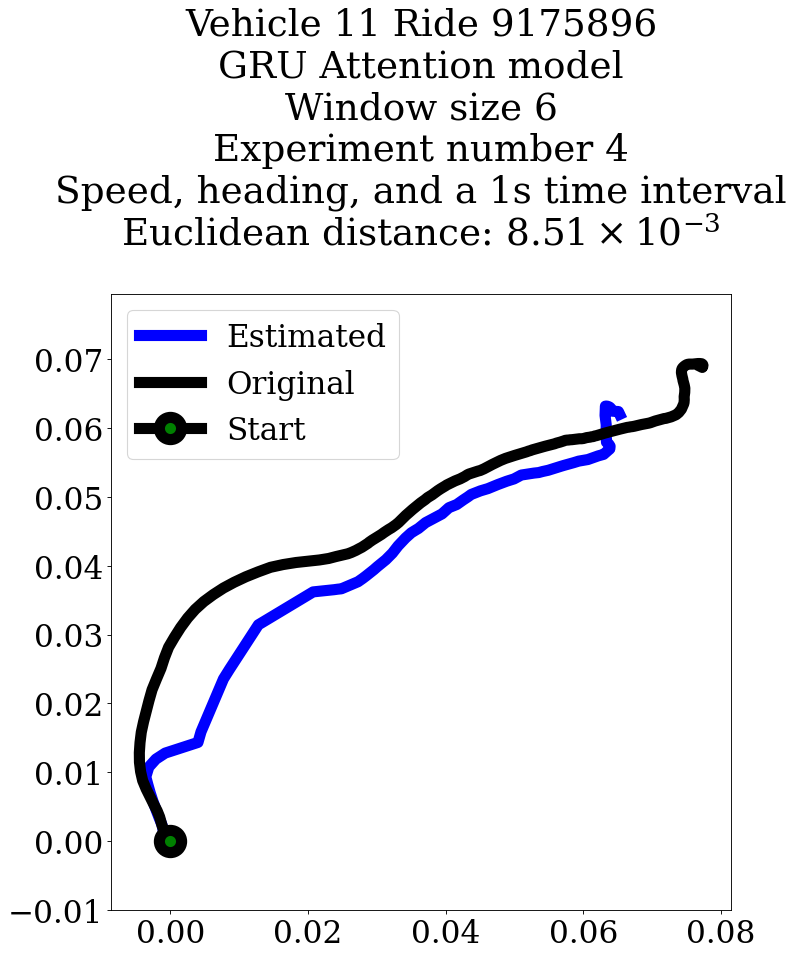 Vehicle 11 Ride 9175896
GRU Attention model
Window size 6
Experiment number 4
Speed, heading, and a 1s time interval
Euclidean distance: 8.51 × 10⁻³
Estimated
Original
Start
0.07
0.06
0.05
0.04
0.03
0.02
0.01
0.00
−0.01
0.00 0.02 0.04 0.06 0.08